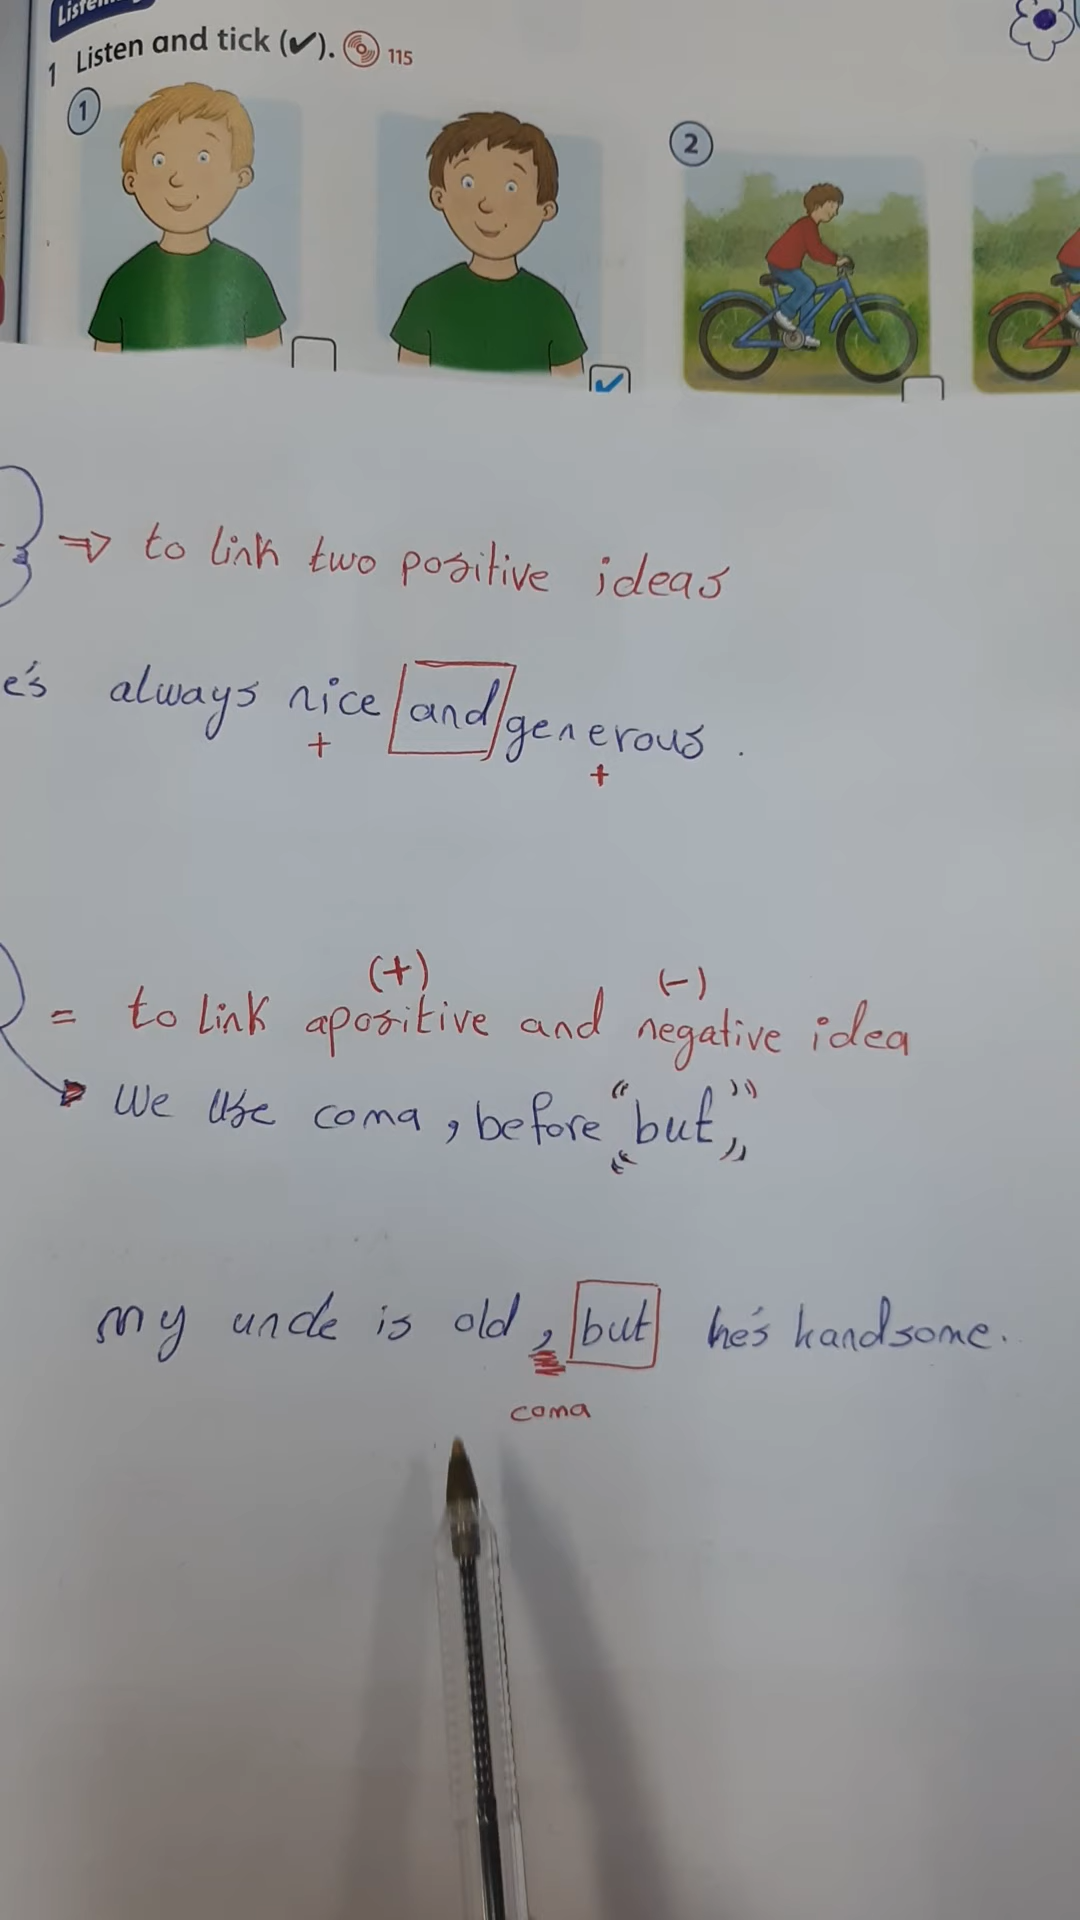 1 Listen and tick (✔). 115
1
2
⇒ to link two positive ideas
e's always nice and generous.
+
+
(+) (-)
= to link apositive and negative idea
We use coma, before "but"
my uncle is old, but he's handsome.
coma